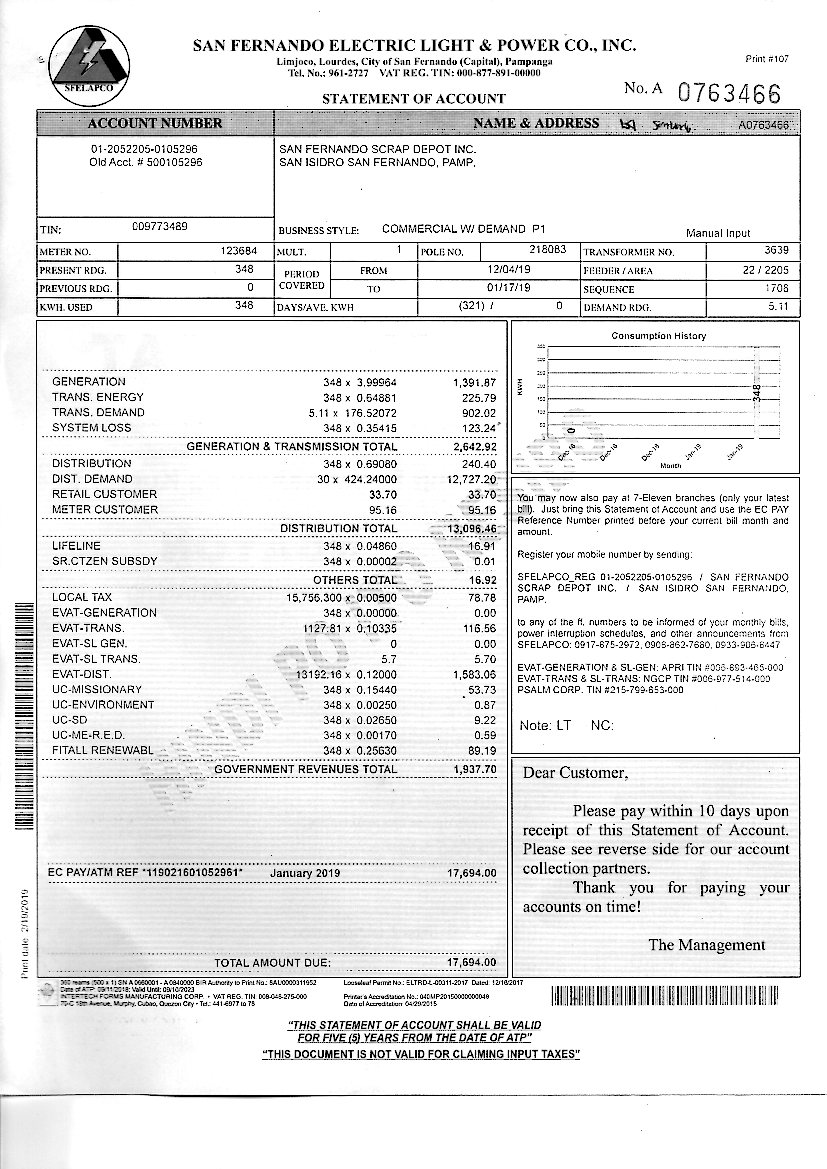 SAN FERNANDO ELECTRIC LIGHT & POWER CO., INC.
Limjoco, Lourdes, City of San Fernando (Capital), Pampanga
Print #107
Tel. No.: 961-2727 VAT REG. TIN: 000-877-891-00000
SFELAPCO
STATEMENT OF ACCOUNT
No. A 0763466
ACCOUNT NUMBER NAME & ADDRESS A0763466
01-2052205-0105296 SAN FERNANDO SCRAP DEPOT INC.
Old Acct. # 500105296 SAN ISIDRO SAN FERNANDO, PAMP.
TIN: 009773489 BUSINESS STYLE: COMMERCIAL W/ DEMAND P1 Manual Input
METER NO. 123684 MULT. 1 POLE NO. 218083 TRANSFORMER NO. 3639
PRESENT RDG. 348 PERIOD COVERED FROM 12/04/19 FEEDER / AREA 22 / 2205
PREVIOUS RDG. 0 TO 01/17/19 SEQUENCE 1708
KWH. USED 348 DAYS/AVE. KWH (321) / 0 DEMAND RDG. 5.11
GENERATION 348 x 3.99964 1,391.87
TRANS. ENERGY 348 x 0.64881 225.79
TRANS. DEMAND 5.11 x 176.52072 902.02
SYSTEM LOSS 348 x 0.35415 123.24
GENERATION & TRANSMISSION TOTAL 2,642.92
DISTRIBUTION 348 x 0.69080 240.40
DIST. DEMAND 30 x 424.24000 12,727.20
RETAIL CUSTOMER 33.70 33.70
METER CUSTOMER 95.16 95.16
DISTRIBUTION TOTAL 13,096.46
LIFELINE 348 x 0.04860 16.91
SR.CTZEN SUBSDY 348 x 0.00002 0.01
OTHERS TOTAL 16.92
LOCAL TAX 15,756.300 x 0.00500 78.78
EVAT-GENERATION 348 x 0.00000 0.00
EVAT-TRANS. 1127.81 x 0.10335 116.56
EVAT-SL GEN. 0 0.00
EVAT-SL TRANS. 5.7 5.70
EVAT-DIST. 13192.16 x 0.12000 1,583.06
UC-MISSIONARY 348 x 0.15440 53.73
UC-ENVIRONMENT 348 x 0.00250 0.87
UC-SD 348 x 0.02650 9.22
UC-ME-R.E.D. 348 x 0.00170 0.59
FITALL RENEWABL 348 x 0.25630 89.19
GOVERNMENT REVENUES TOTAL 1,937.70
EC PAY/ATM REF *119021601052961* January 2019 17,694.00
TOTAL AMOUNT DUE: 17,694.00
Consumption History
KWH
348
0
Dec-18
Jan-19
Month
You may now also pay at 7-Eleven branches (only your latest
bill). Just bring this Statement of Account and use the EC PAY
Reference Number printed before your current bill month and
amount.
Register your mobile number by sending:
SFELAPCO_REG 01-2052205-0105296 / SAN FERNANDO
SCRAP DEPOT INC. / SAN ISIDRO SAN FERNANDO,
PAMP.
to any of the ff. numbers to be informed of your monthly bills,
power interruption schedules, and other announcements from
SFELAPCO: 0917-675-2972, 0908-862-7680, 0933-906-8447
EVAT-GENERATION & SL-GEN: APRI TIN #006-893-465-000
EVAT-TRANS & SL-TRANS: NGCP TIN #006-977-514-000
PSALM CORP. TIN #215-799-653-000
Note: LT NC:
Dear Customer,
Please pay within 10 days upon
receipt of this Statement of Account.
Please see reverse side for our account
collection partners.
Thank you for paying your
accounts on time!
The Management
Print date 2/16/2019
360 reams (500 x 1) SN A 0660001 - A 0840000 BIR Authority to Print No.: 5AU0000311952
Date of ATP 09/11/2018; Valid Until: 09/10/2023
INTERTECH FORMS MANUFACTURING CORP. • VAT REG. TIN: 008-048-275-000
70-C 18th Avenue, Murphy, Cubao, Quezon City • Tel.: 441-6977 to 78
Looseleaf Permit No.: ELTRD-L-00311-2017 Dated: 12/18/2017
Printer's Accreditation No.: 040MP20150000000049
Date of Accreditation 04/29/2015
"THIS STATEMENT OF ACCOUNT SHALL BE VALID
FOR FIVE (5) YEARS FROM THE DATE OF ATP"
"THIS DOCUMENT IS NOT VALID FOR CLAIMING INPUT TAXES"